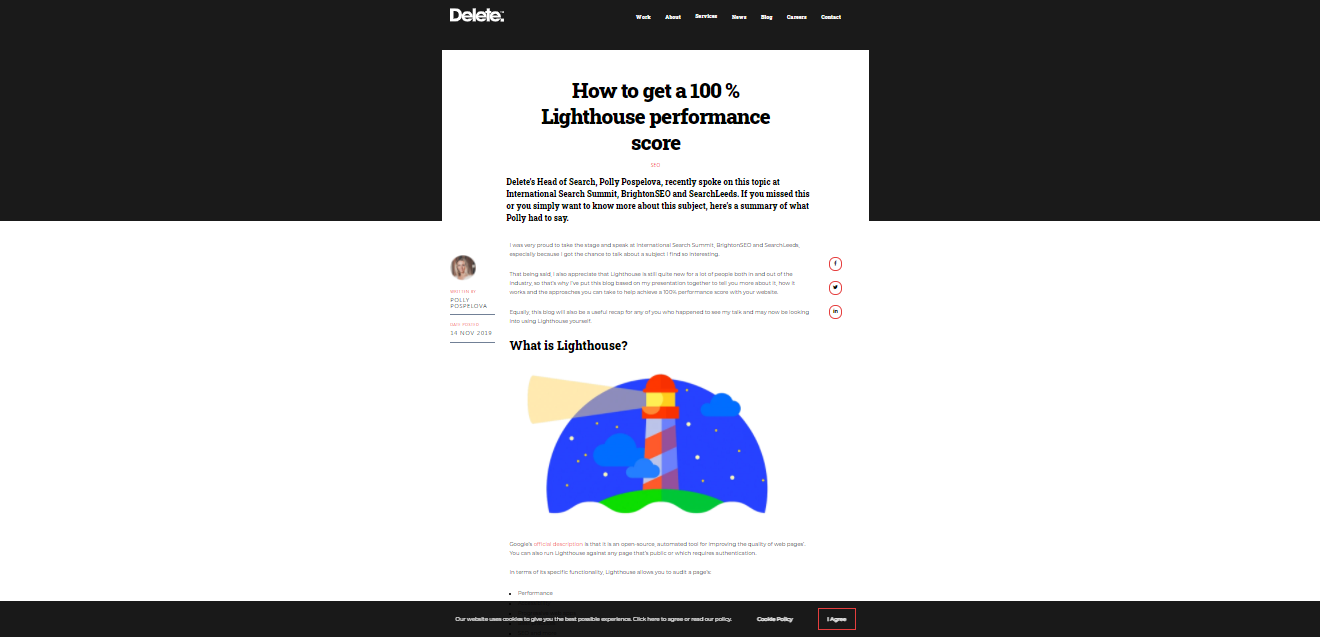 Delete.
Work About Services News Blog Careers Contact
How to get a 100 %
Lighthouse performance
score
SEO
Delete's Head of Search, Polly Pospelova, recently spoke on this topic at
International Search Summit, BrightonSEO and SearchLeeds. If you missed this
or you simply want to know more about this subject, here's a summary of what
Polly had to say.
I was very proud to take the stage and speak at International Search Summit, BrightonSEO and SearchLeeds,
especially because I got the chance to talk about a subject I find so interesting.
That being said, I also appreciate that Lighthouse is still quite new for a lot of people both in and out of the
industry, so that's why I've put this blog based on my presentation together to tell you more about it, how it
works and the approaches you can take to help achieve a 100% performance score with your website.
Equally, this blog will also be a useful recap for any of you who happened to see my talk and may now be looking
into using Lighthouse yourself.
WRITTEN BY
POLLY
POSPELOVA
DATE POSTED
14 NOV 2019
What is Lighthouse?
Google's official description is that it is an open-source, automated tool for improving the quality of web pages'.
You can also run Lighthouse against any page that's public or which requires authentication.
In terms of its specific functionality, Lighthouse allows you to audit a page's:
Performance
Our website uses cookies to give you the best possible experience. Click here to agree or read our policy.
Cookie Policy
I Agree